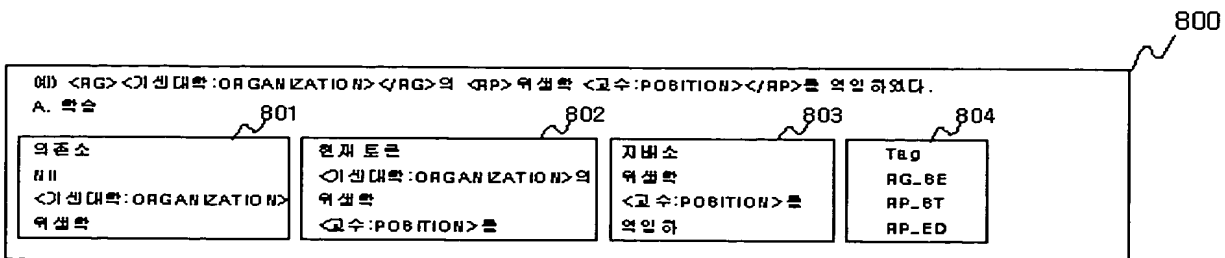 800
예) <RG><기센대학:ORGANIZATION></RG>의 <RP>위생학 <교수:POSITION></RP>를 역임하였다.
A. 학습
801
802
803
804
의존소
Nil
<기센대학:ORGANIZATION>
위생학
현재 토큰
<기센대학:ORGANIZATION>의
위생학
<교수:POSITION>를
지배소
위생학
<교수:POSITION>를
역임하
Tag
RG_BE
RP_BT
RP_ED